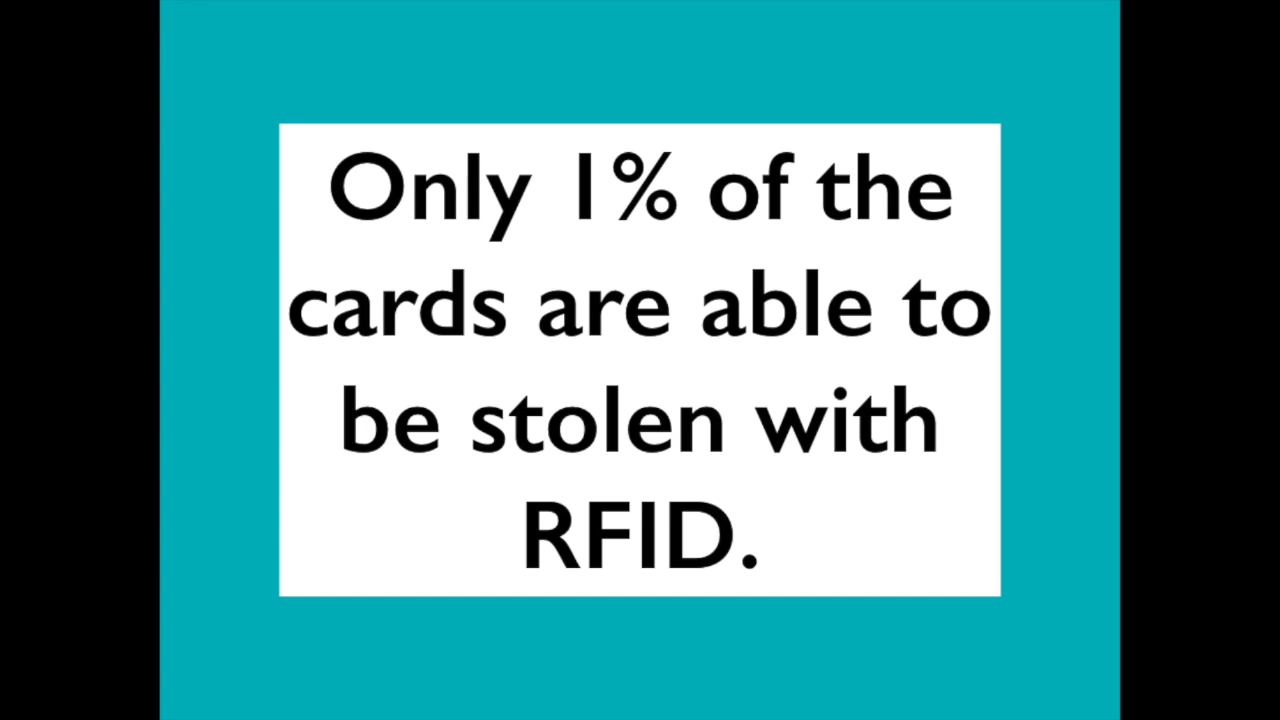 Only 1% of the
cards are able to
be stolen with
RFID.